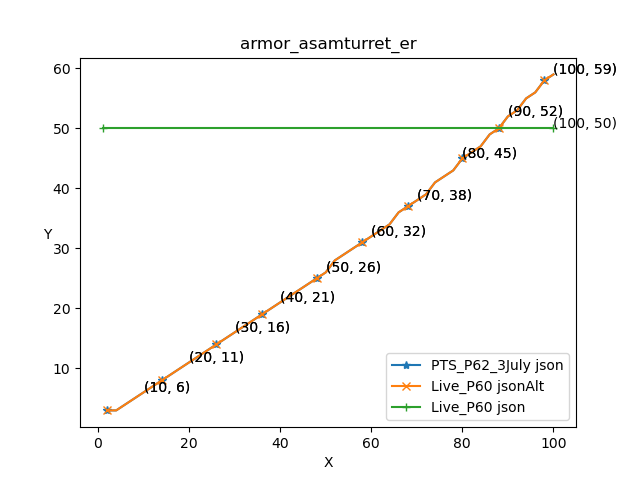 armor_asamturret_er
60
50
40
30
20
10
Y
(100, 59)
(90, 52)
(100, 50)
(80, 45)
(70, 38)
(60, 32)
(50, 26)
(40, 21)
(30, 16)
(20, 11)
(10, 6)
PTS_P62_3July json
Live_P60 jsonAlt
Live_P60 json
0 20 40 60 80 100
X